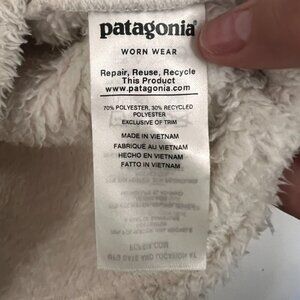 patagonia®
WORN WEAR
Repair, Reuse, Recycle
This Product
www.patagonia.com
70% POLYESTER, 30% RECYCLED
POLYESTER
EXCLUSIVE OF TRIM
MADE IN VIETNAM
FABRIQUE AU VIETNAM
HECHO EN VIETNAM
FATTO IN VIETNAM